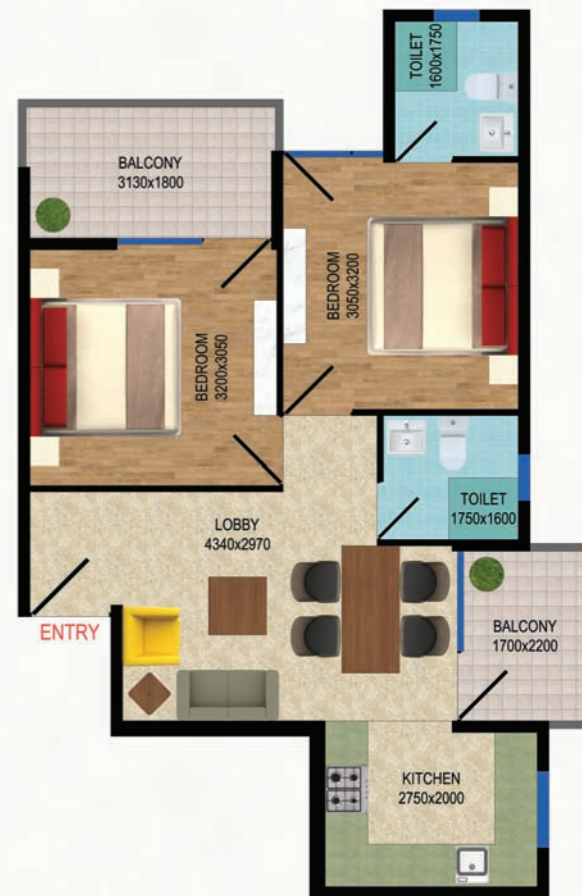 TOILET
1600x1750
BALCONY
3130x1800
BEDROOM
3050x3200
BEDROOM
3200x3050
TOILET
1750x1600
LOBBY
4340x2970
ENTRY
BALCONY
1700x2200
KITCHEN
2750x2000